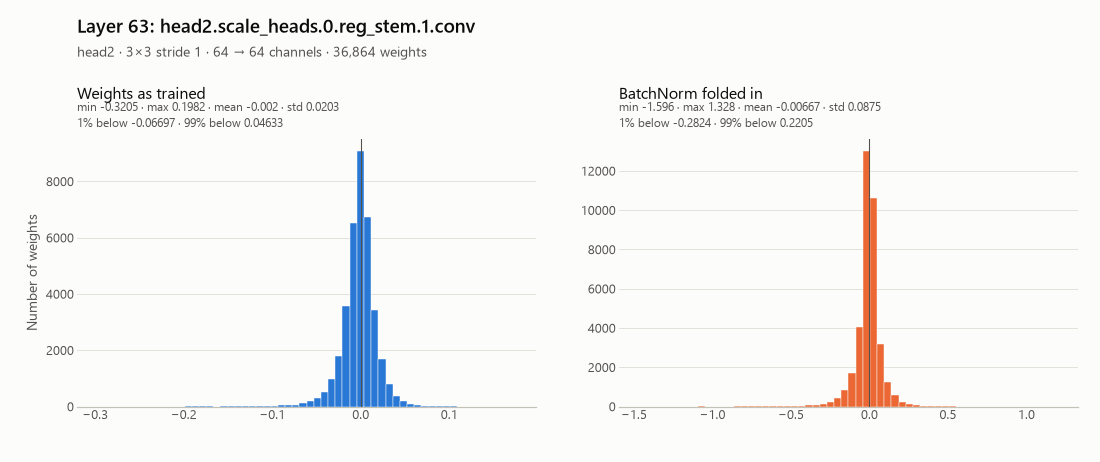 Layer 63: head2.scale_heads.0.reg_stem.1.conv
head2 · 3×3 stride 1 · 64 → 64 channels · 36,864 weights
Weights as trained
min -0.3205 · max 0.1982 · mean -0.002 · std 0.0203
1% below -0.06697 · 99% below 0.04633
Number of weights
8000
6000
4000
2000
0
−0.3
−0.2
−0.1
0.0
0.1
BatchNorm folded in
min -1.596 · max 1.328 · mean -0.00667 · std 0.0875
1% below -0.2824 · 99% below 0.2205
12000
10000
8000
6000
4000
2000
0
−1.5
−1.0
−0.5
0.0
0.5
1.0